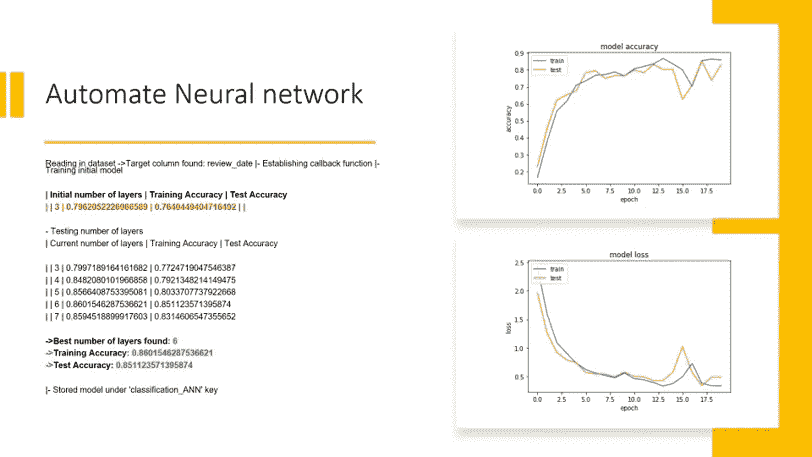 Automate Neural network
Reading in dataset ->Target column found: review_date |- Establishing callback function |-
Training initial model
| Initial number of layers | Training Accuracy | Test Accuracy
| | 3 | 0.7962052226066589 | 0.7640449404716492 | |
- Testing number of layers
| Current number of layers | Training Accuracy | Test Accuracy
| | 3 | 0.7997189164161682 | 0.7724719047546387
| | 4 | 0.8482080101966858 | 0.7921348214149475
| | 5 | 0.8566408753395081 | 0.8033707737922668
| | 6 | 0.8601546287536621 | 0.851123571395874
| | 7 | 0.8594518899917603 | 0.8314606547355652
->Best number of layers found: 6
->Training Accuracy: 0.8601546287536621
->Test Accuracy: 0.851123571395874
|- Stored model under 'classification_ANN' key
model accuracy
train
test
accuracy
0.9
0.8
0.7
0.6
0.5
0.4
0.3
0.2
0.0 2.5 5.0 7.5 10.0 12.5 15.0 17.5
epoch
model loss
train
test
loss
2.5
2.0
1.5
1.0
0.5
0.0 2.5 5.0 7.5 10.0 12.5 15.0 17.5
epoch